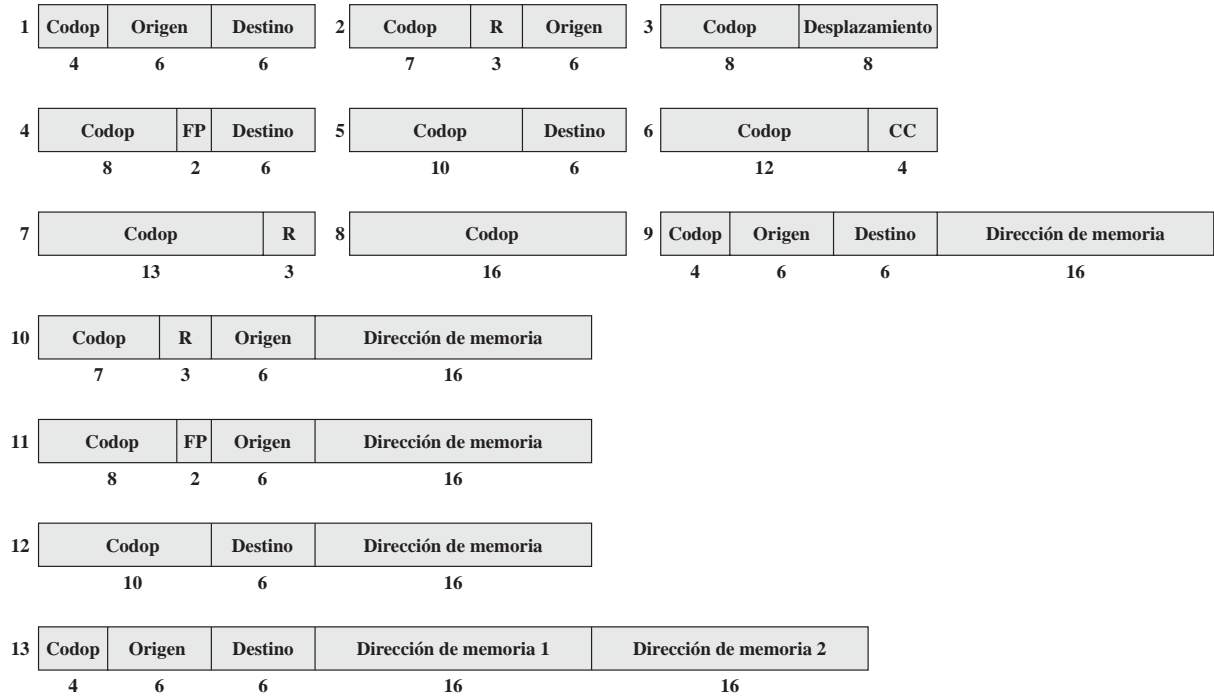 1 Codop Origen Destino 2 Codop R Origen 3 Codop Desplazamiento
4 6 6 7 3 6 8 8
4 Codop FP Destino 5 Codop Destino 6 Codop CC
8 2 6 10 6 12 4
7 Codop R 8 Codop 9 Codop Origen Destino Dirección de memoria
13 3 16 4 6 6 16
10 Codop R Origen Dirección de memoria
7 3 6 16
11 Codop FP Origen Dirección de memoria
8 2 6 16
12 Codop Destino Dirección de memoria
10 6 16
13 Codop Origen Destino Dirección de memoria 1 Dirección de memoria 2
4 6 6 16 16